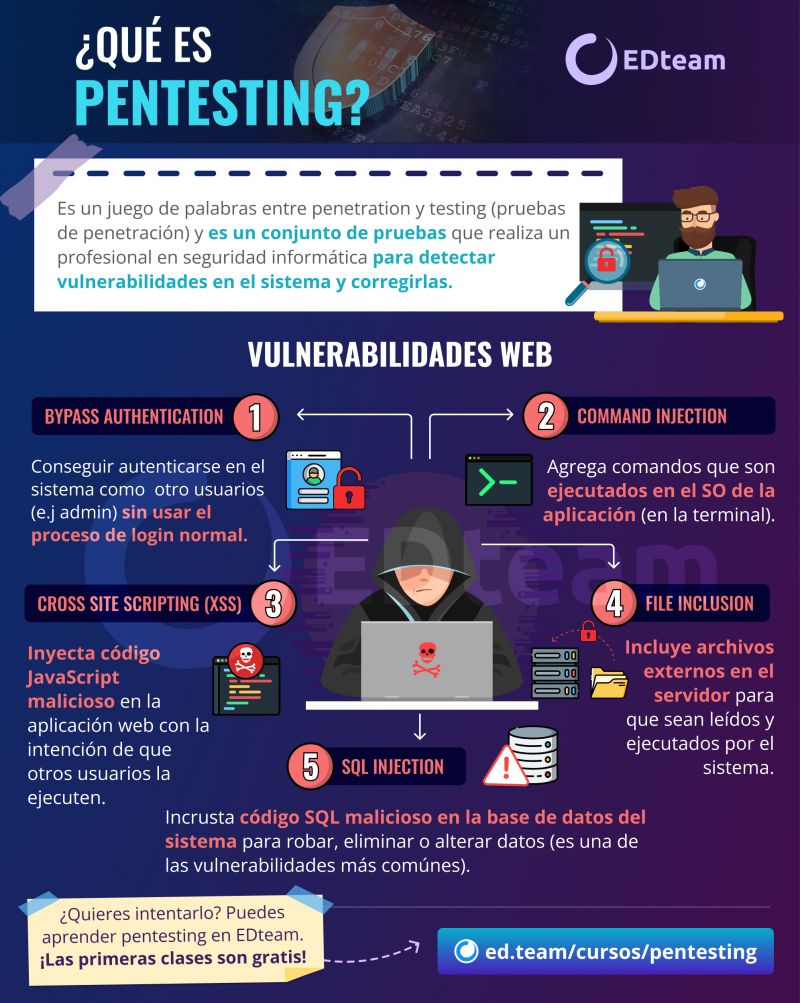 ¿QUÉ ES
PENTESTING?
EDteam
Es un juego de palabras entre penetration y testing (pruebas
de penetración) y es un conjunto de pruebas que realiza un
profesional en seguridad informática para detectar
vulnerabilidades en el sistema y corregirlas.
VULNERABILIDADES WEB
BYPASS AUTHENTICATION 1
Conseguir autenticarse en el
sistema como otro usuarios
(e.j admin) sin usar el
proceso de login normal.
2 COMMAND INJECTION
Agrega comandos que son
ejecutados en el SO de la
aplicación (en la terminal).
CROSS SITE SCRIPTING (XSS) 3
Inyecta código
JavaScript
malicioso en la
aplicación web con la
intención de que
otros usuarios la
ejecuten.
4 FILE INCLUSION
Incluye archivos
externos en el
servidor para
que sean leídos y
ejecutados por el
sistema.
5 SQL INJECTION
Incrusta código SQL malicioso en la base de datos del
sistema para robar, eliminar o alterar datos (es una de
las vulnerabilidades más comúnes).
EDteam
¿Quieres intentarlo? Puedes
aprender pentesting en EDteam.
¡Las primeras clases son gratis!
ed.team/cursos/pentesting